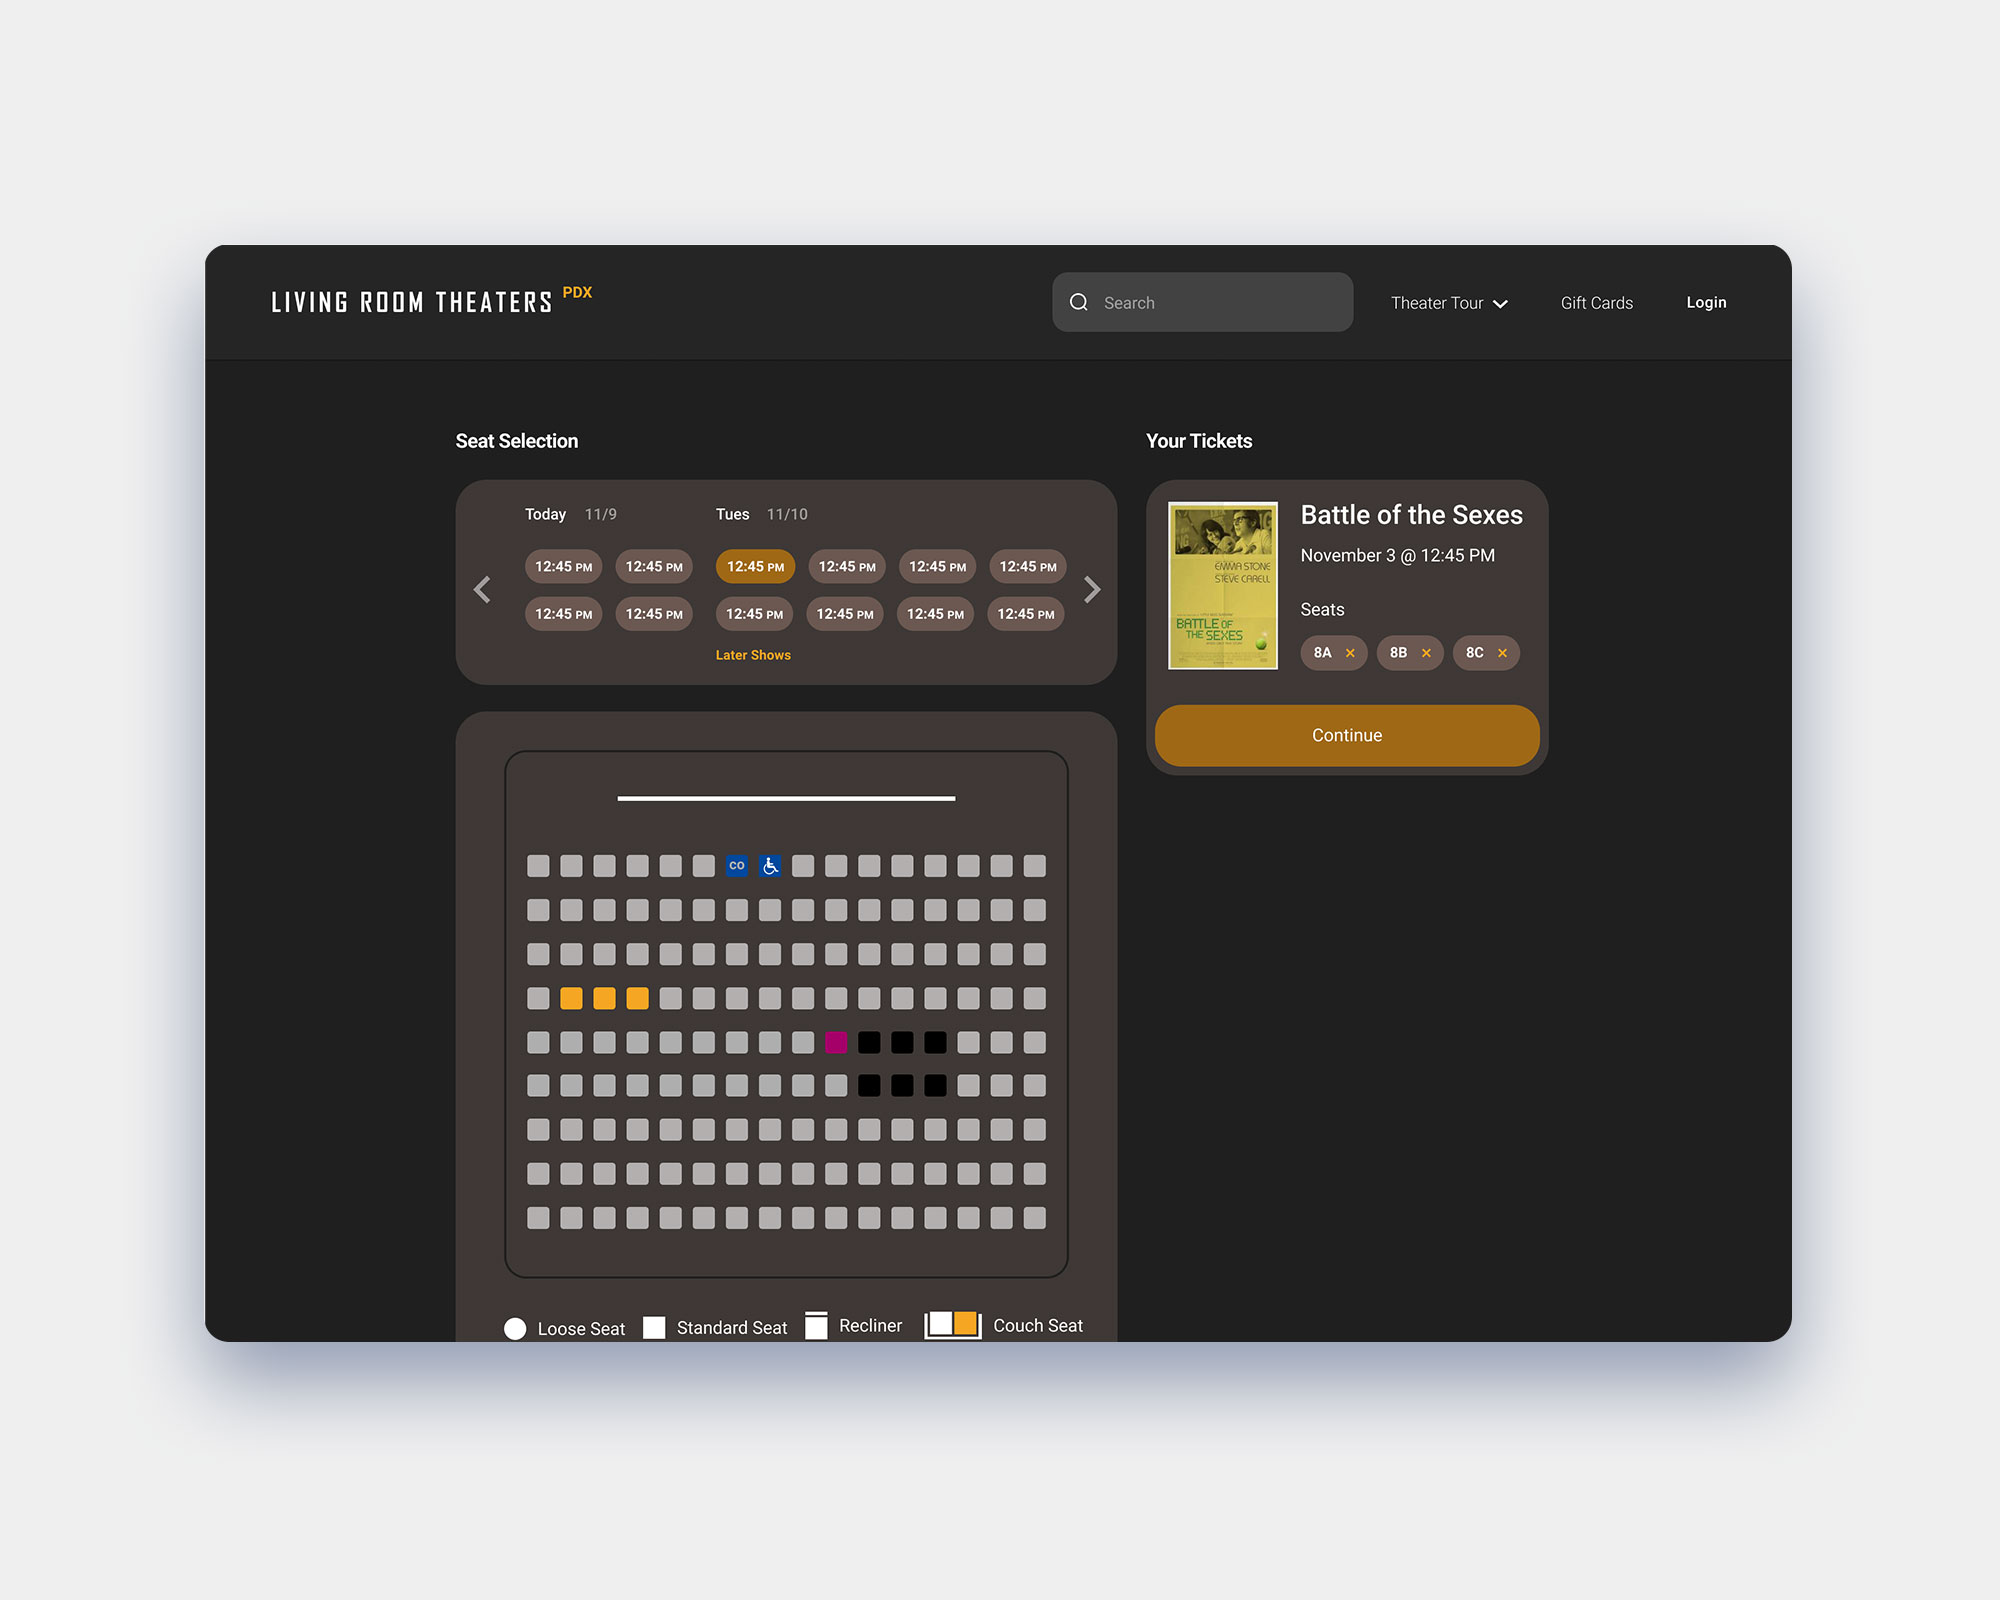 LIVING ROOM THEATERS PDX
Search
Theater Tour
Gift Cards
Login
Seat Selection
Today 11/9
Tues 11/10
12:45 PM 12:45 PM 12:45 PM 12:45 PM 12:45 PM 12:45 PM
12:45 PM 12:45 PM 12:45 PM 12:45 PM 12:45 PM 12:45 PM
Later Shows
CO
Loose Seat
Standard Seat
Recliner
Couch Seat
Your Tickets
EMMA STONE
STEVE CARELL
BATTLE OF
THE SEXES
Battle of the Sexes
November 3 @ 12:45 PM
Seats
8A × 8B × 8C ×
Continue